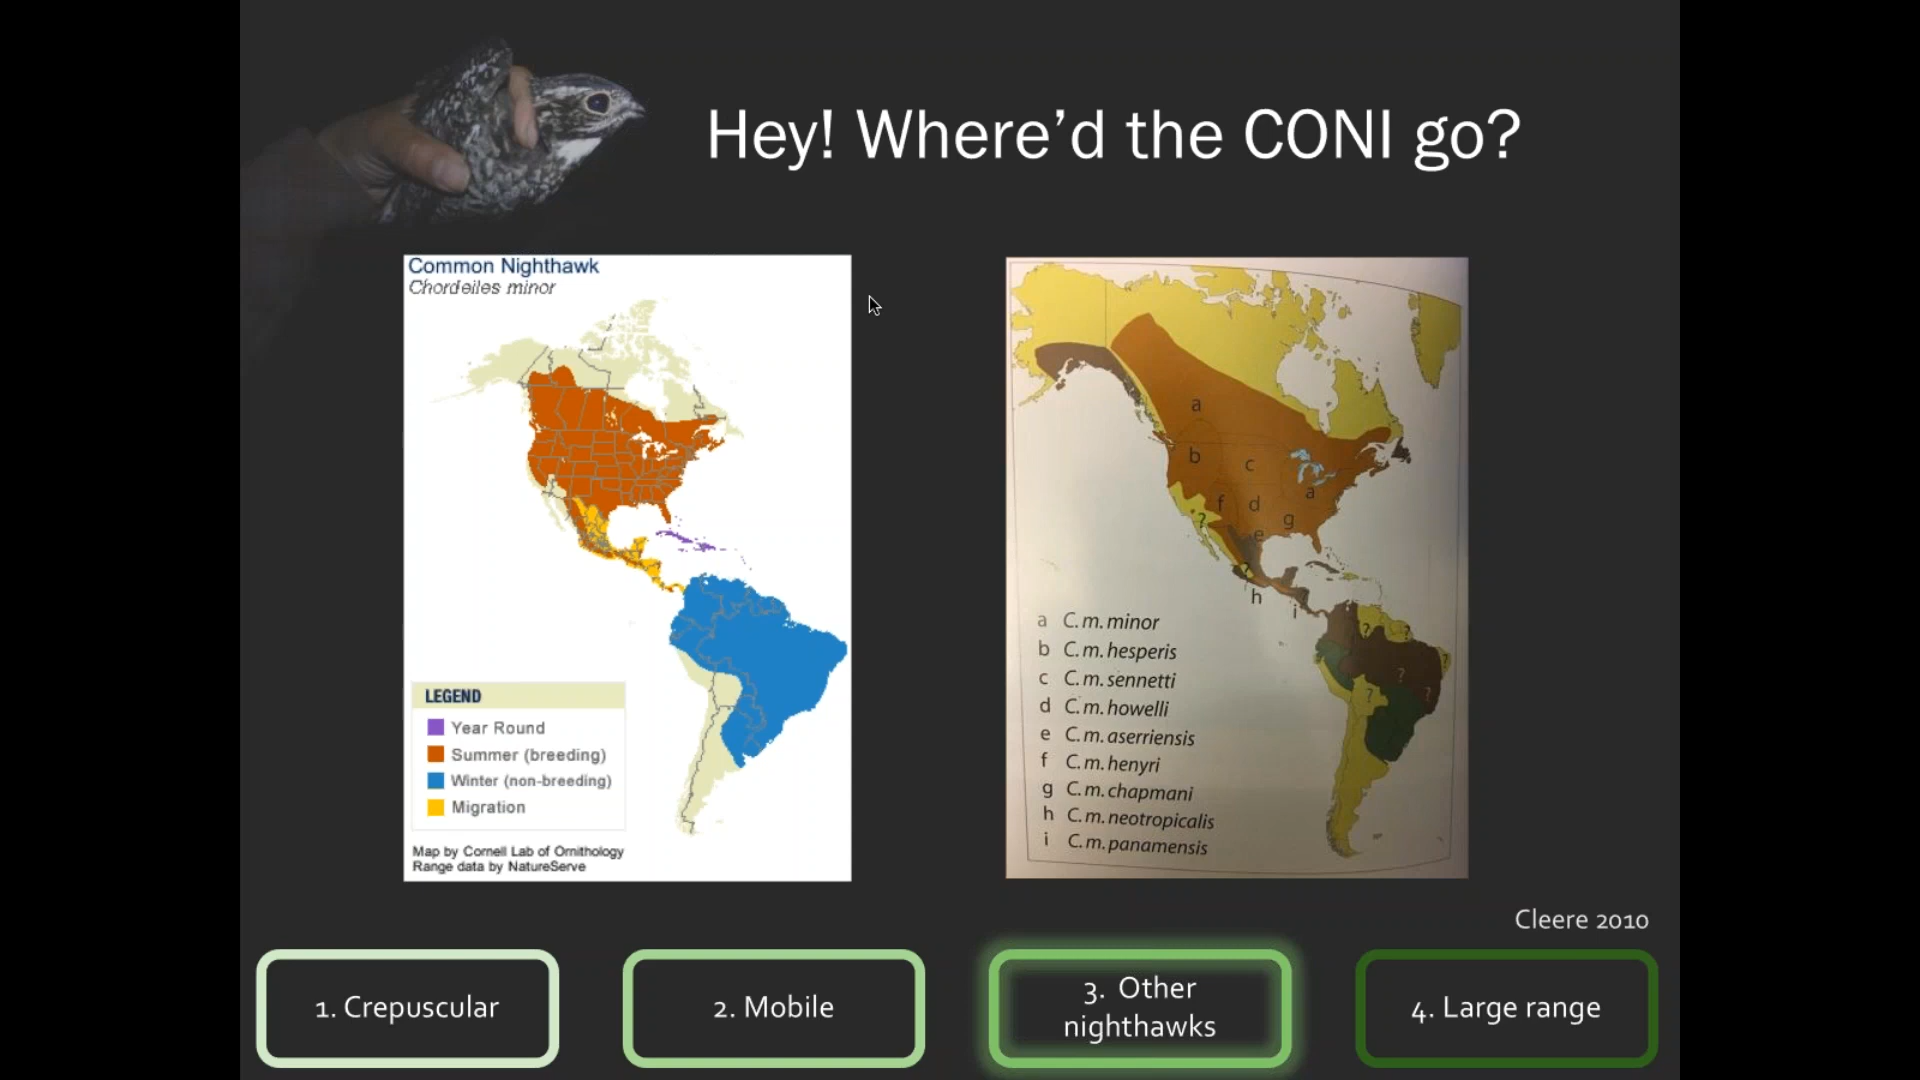 Hey! Where'd the CONI go?
Common Nighthawk
Chordeiles minor
LEGEND
Year Round
Summer (breeding)
Winter (non-breeding)
Migration
Map by Cornell Lab of Ornithology
Range data by NatureServe
a
b
c
a
f
d
g
?
e
?
h
i
?
?
?
?
?
?
a C. m. minor
b C. m. hesperis
c C. m. sennetti
d C. m. howelli
e C. m. aserriensis
f C. m. henyri
g C. m. chapmani
h C. m. neotropicalis
i C. m. panamensis
Cleere 2010
1. Crepuscular
2. Mobile
3. Other
nighthawks
4. Large range